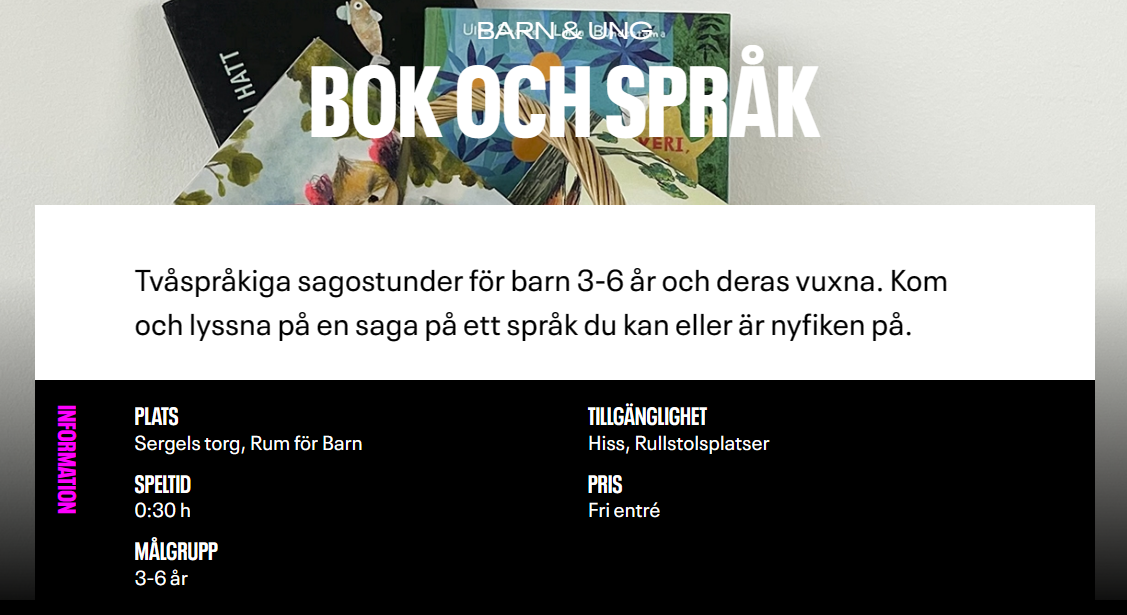 BARN & UNG
BOK OCH SPRÅK
HATT
Tvåspråkiga sagostunder för barn 3-6 år och deras vuxna. Kom
och lyssna på en saga på ett språk du kan eller är nyfiken på.
INFORMATION
PLATS
Sergels torg, Rum för Barn
SPELTID
0:30 h
MÅLGRUPP
3-6 år
TILLGÄNGLIGHET
Hiss, Rullstolsplatser
PRIS
Fri entré